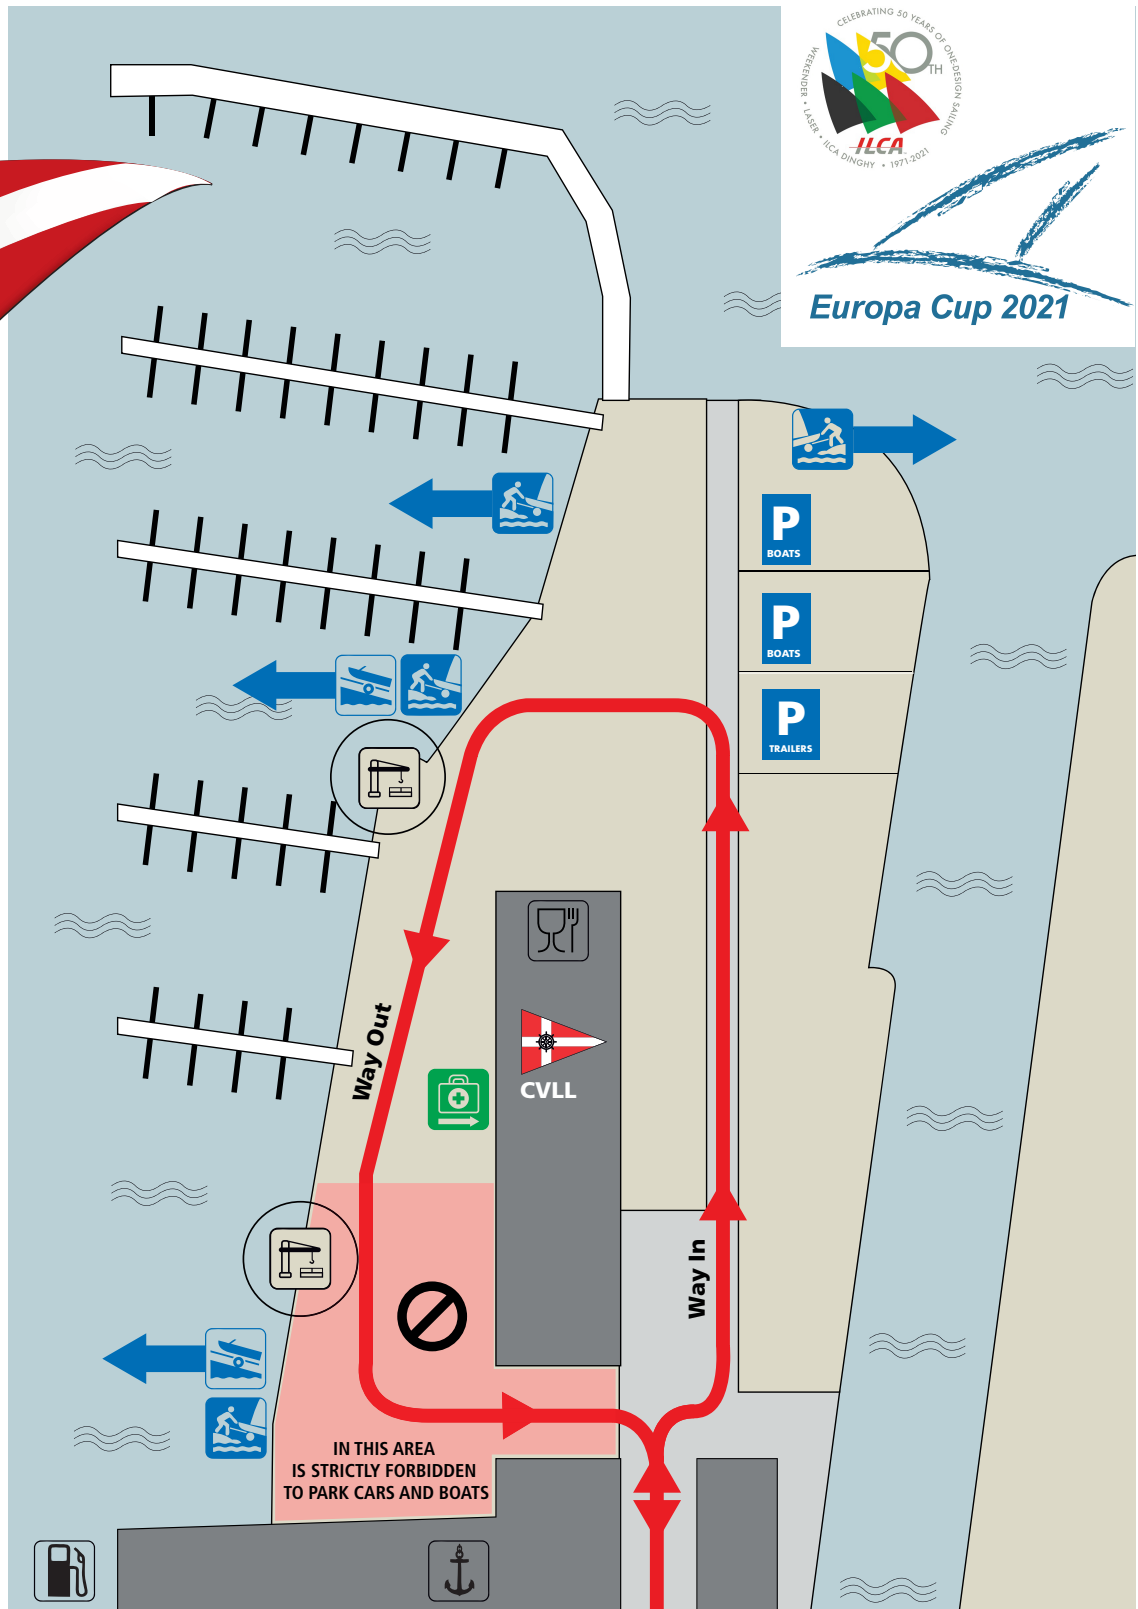 CELEBRATING 50 YEARS OF ONE-DESIGN SAILING
WEEKENDER • LASER • ILCA DINGHY • 1971-2021
50TH
ILCA
Europa Cup 2021
P
BOATS
P
BOATS
P
TRAILERS
Way Out
CVLL
Way In
IN THIS AREA
IS STRICTLY FORBIDDEN
TO PARK CARS AND BOATS